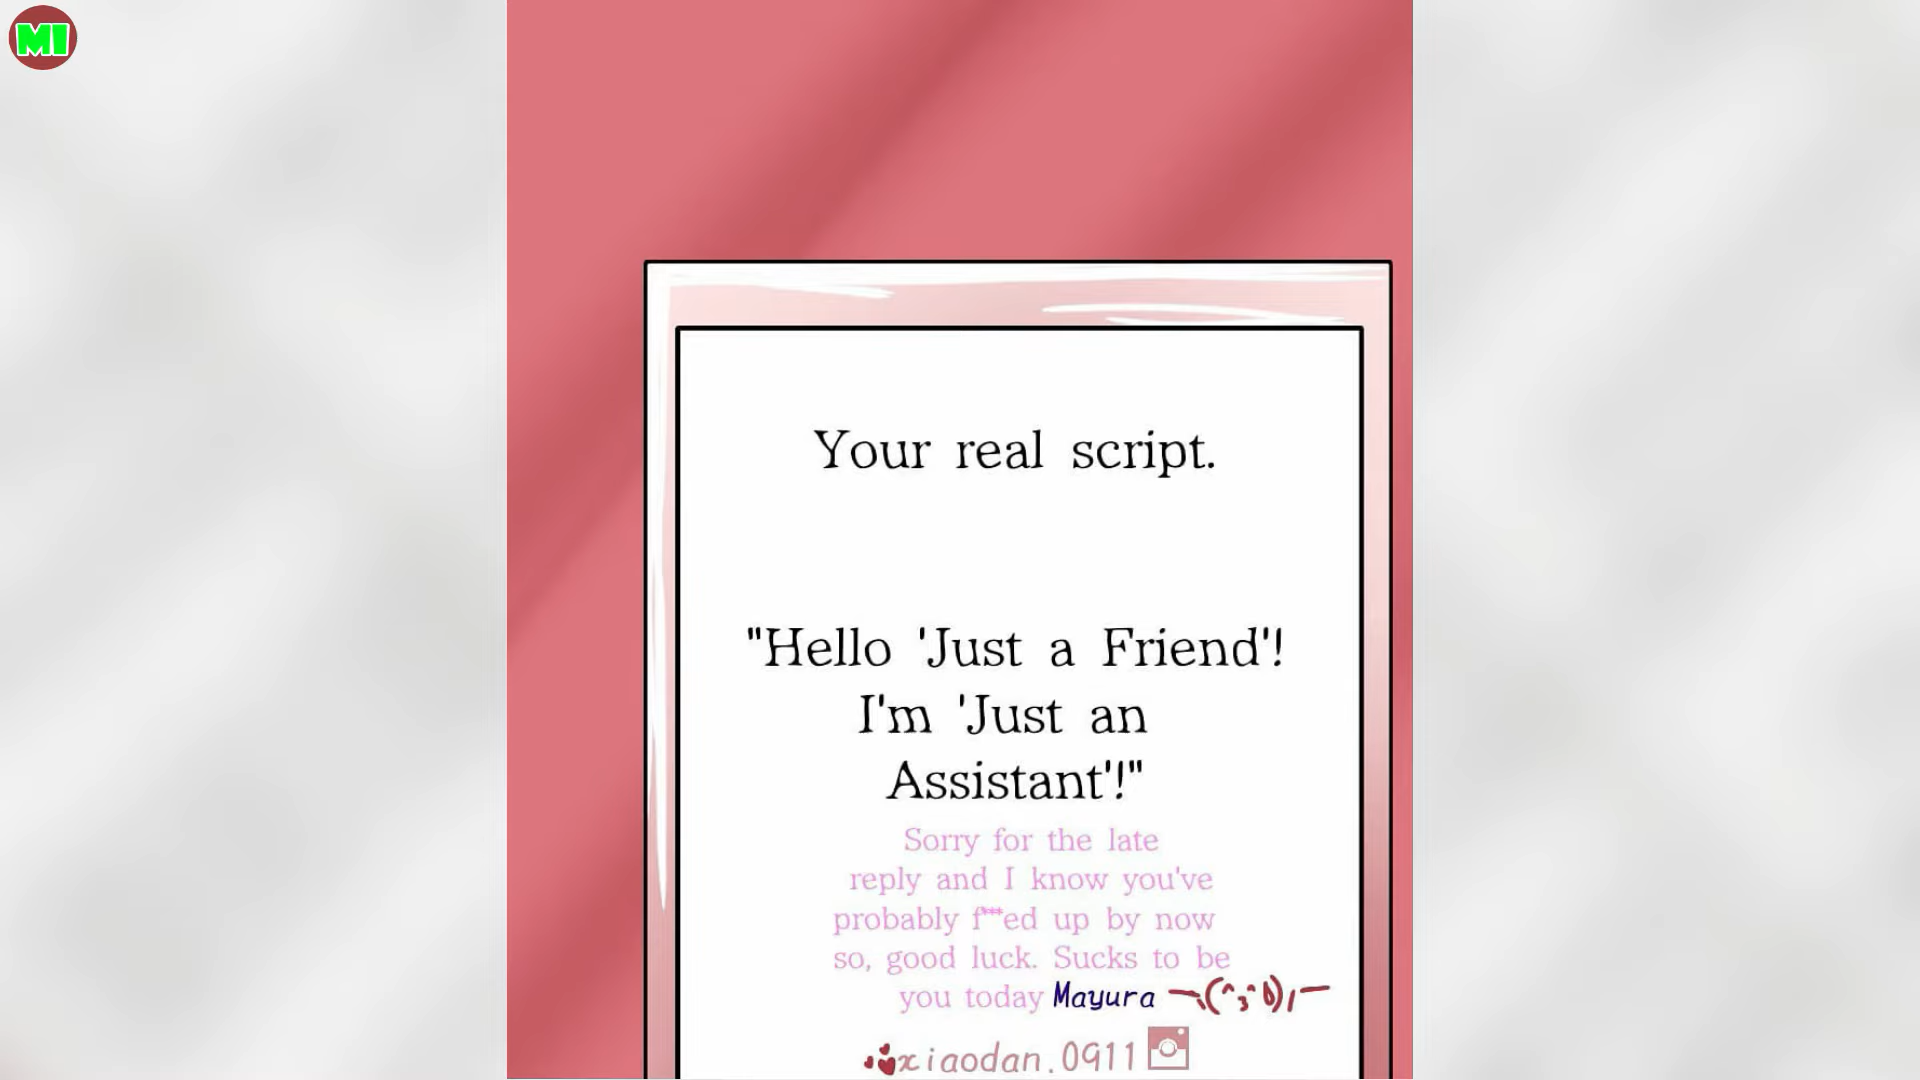 MI
Your real script.
"Hello 'Just a Friend'!
I'm 'Just an
Assistant'!"
Sorry for the late
reply and I know you've
probably f***ed up by now
so, good luck. Sucks to be
you today Mayura ¯\(^3^b)/¯
xiaodan.0911